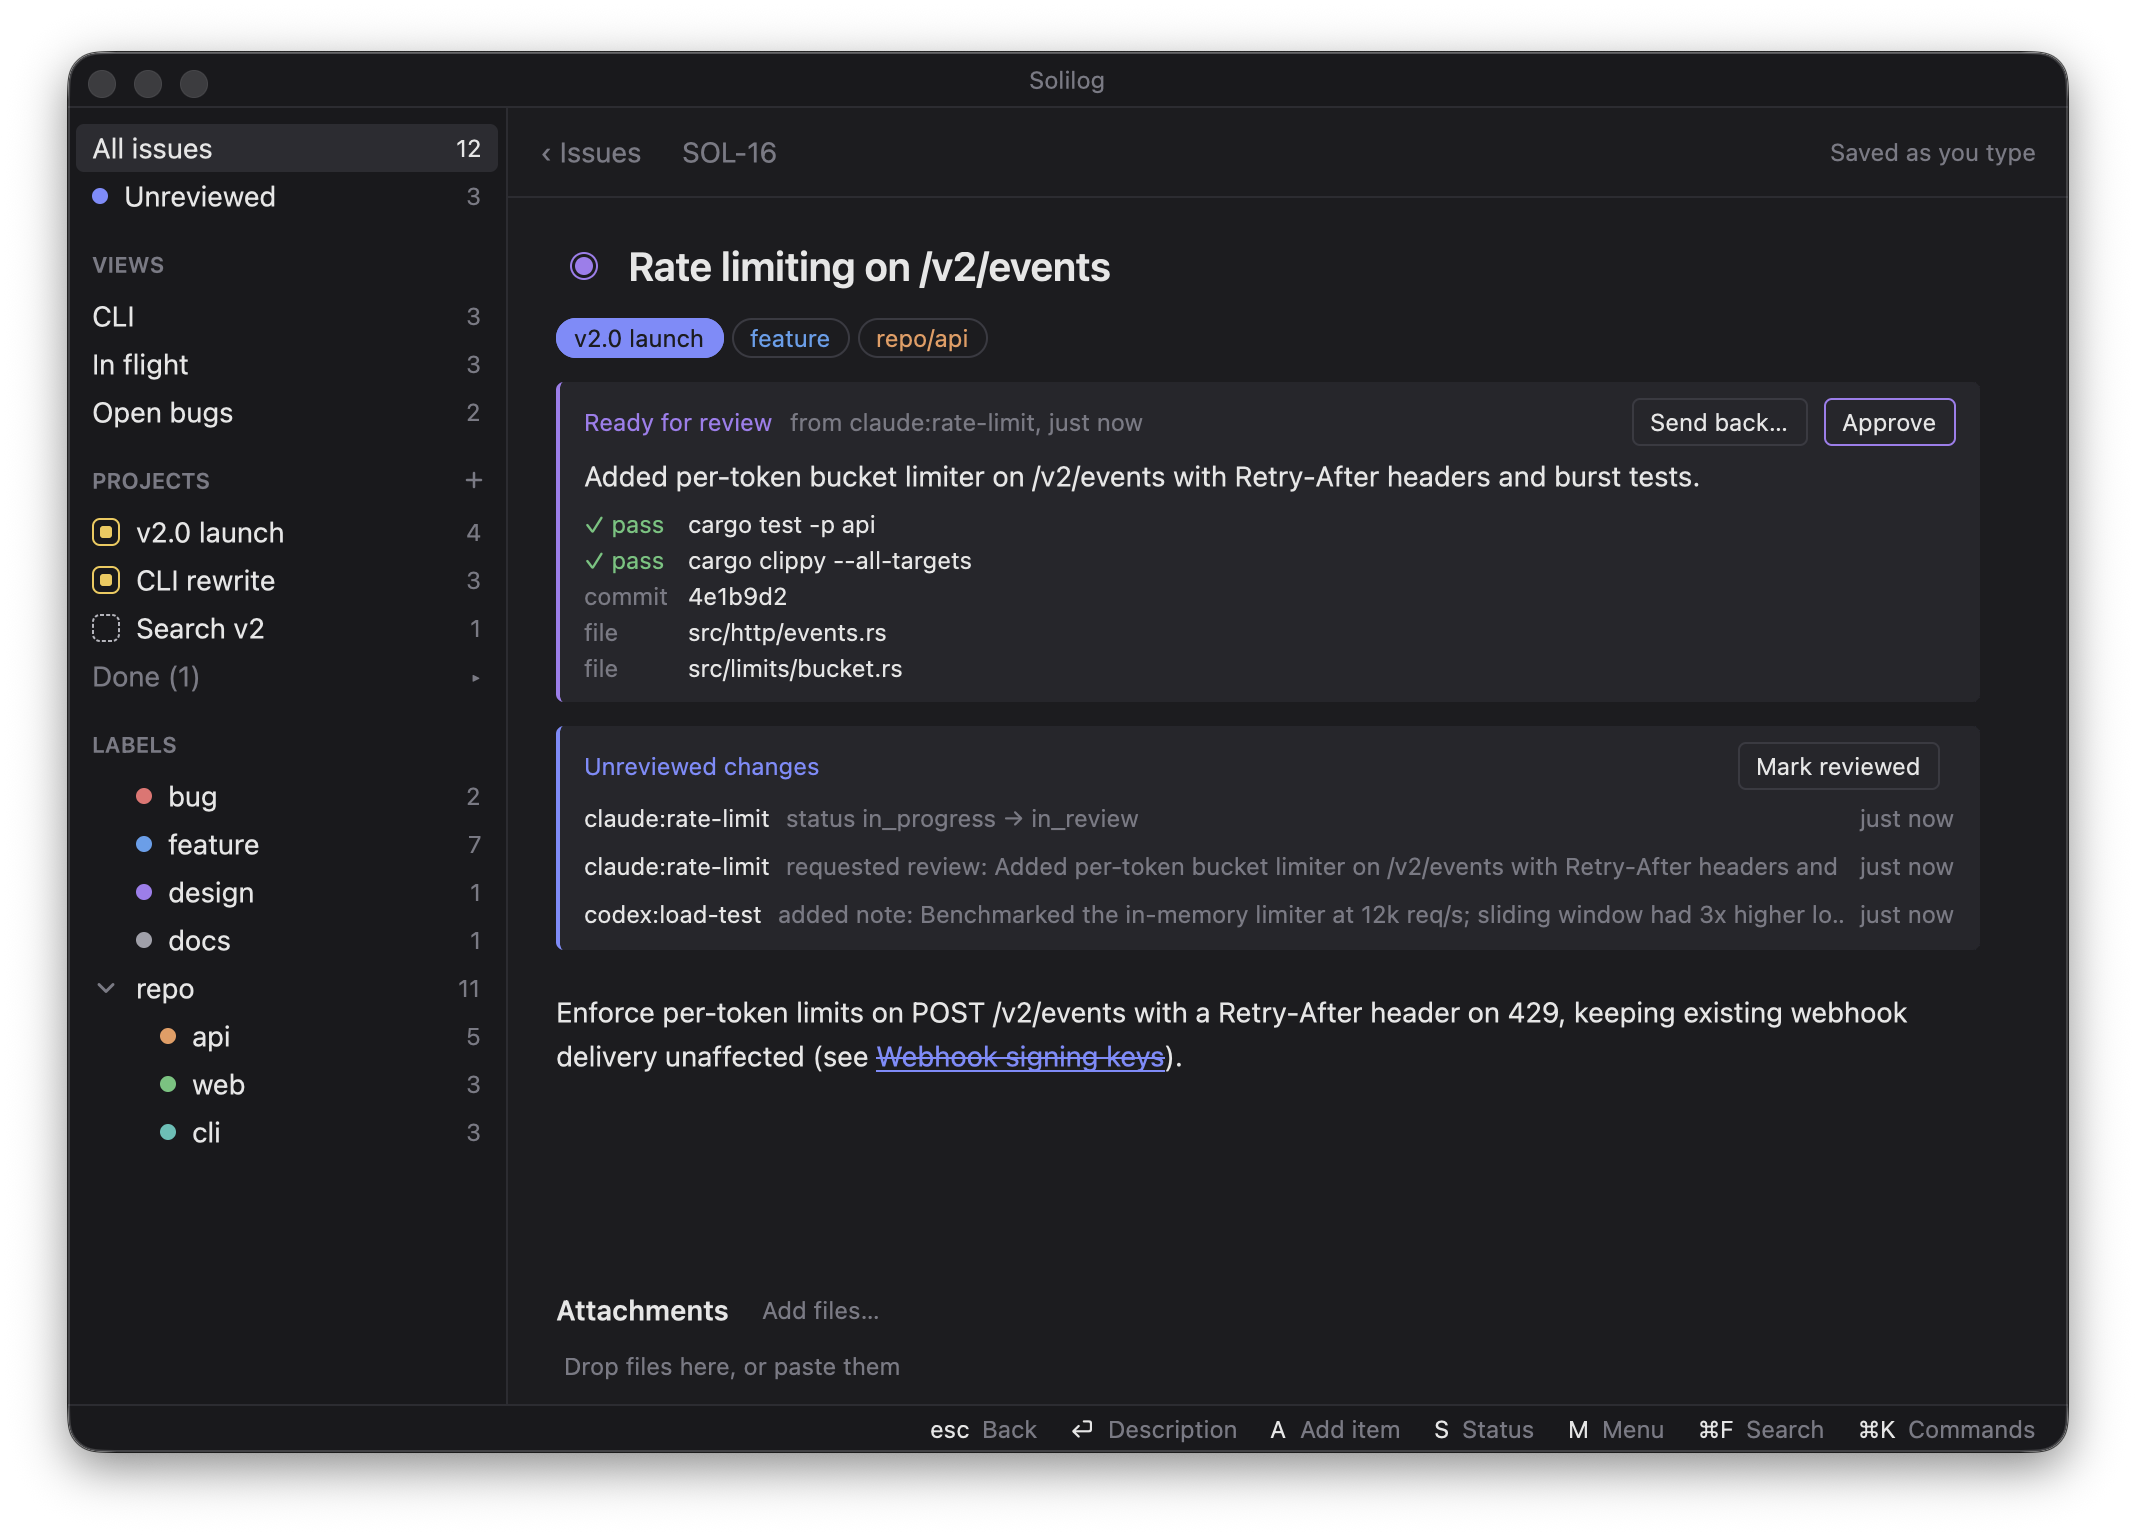 Solilog
All issues 12
Unreviewed 3
VIEWS
CLI 3
In flight 3
Open bugs 2
PROJECTS +
v2.0 launch 4
CLI rewrite 3
Search v2 1
Done (1)
LABELS
bug 2
feature 7
design 1
docs 1
repo 11
api 5
web 3
cli 3
‹ Issues SOL-16 Saved as you type
Rate limiting on /v2/events
v2.0 launch feature repo/api
Ready for review from claude:rate-limit, just now Send back... Approve
Added per-token bucket limiter on /v2/events with Retry-After headers and burst tests.
✓ pass cargo test -p api
✓ pass cargo clippy --all-targets
commit 4e1b9d2
file src/http/events.rs
file src/limits/bucket.rs
Unreviewed changes Mark reviewed
claude:rate-limit status in_progress → in_review just now
claude:rate-limit requested review: Added per-token bucket limiter on /v2/events with Retry-After headers and just now
codex:load-test added note: Benchmarked the in-memory limiter at 12k req/s; sliding window had 3x higher lo.. just now
Enforce per-token limits on POST /v2/events with a Retry-After header on 429, keeping existing webhook
delivery unaffected (see Webhook signing keys).
Attachments Add files...
Drop files here, or paste them
esc Back ↩ Description A Add item S Status M Menu ⌘F Search ⌘K Commands